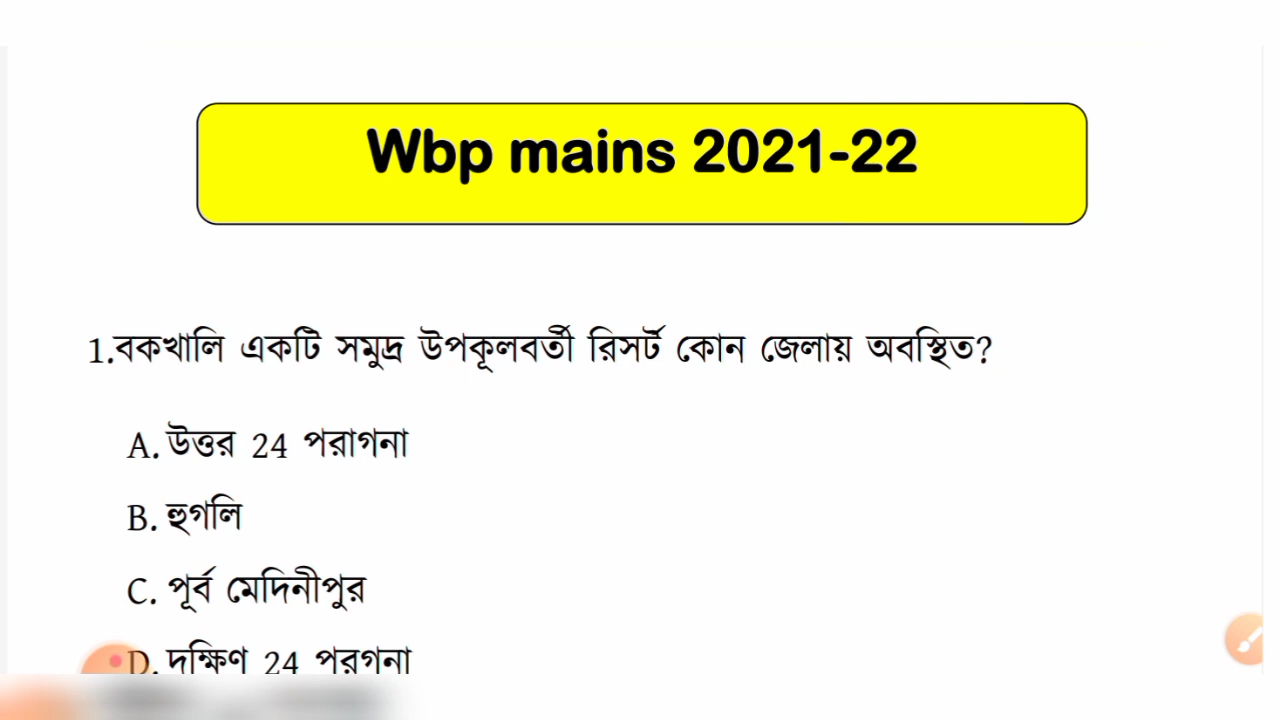 Wbp mains 2021-22
1.বকখালি একটি সমুদ্র উপকূলবর্তী রিসর্ট কোন জেলায় অবস্থিত?
A. উত্তর 24 পরাগনা
B. হুগলি
C. পূর্ব মেদিনীপুর
D. দক্ষিণ 24 পরগনা